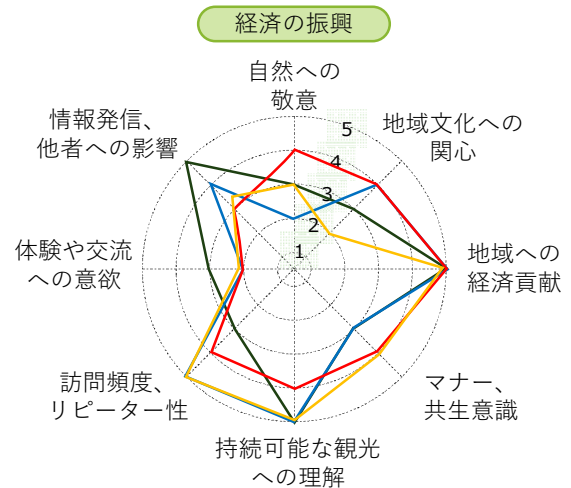 経済の振興
自然への
敬意
地域文化への
関心
地域への
経済貢献
マナー、
共生意識
持続可能な観光
への理解
訪問頻度、
リピーター性
体験や交流
への意欲
情報発信、
他者への影響
5
4
3
2
1